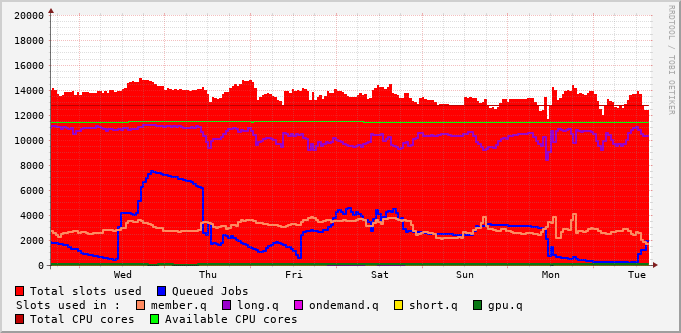 RRDTOOL / TOBI OETIKER
20000
18000
16000
14000
12000
10000
8000
6000
4000
2000
0
Wed Thu Fri Sat Sun Mon Tue
Total slots used Queued Jobs
Slots used in : member.q long.q ondemand.q short.q gpu.q
Total CPU cores Available CPU cores